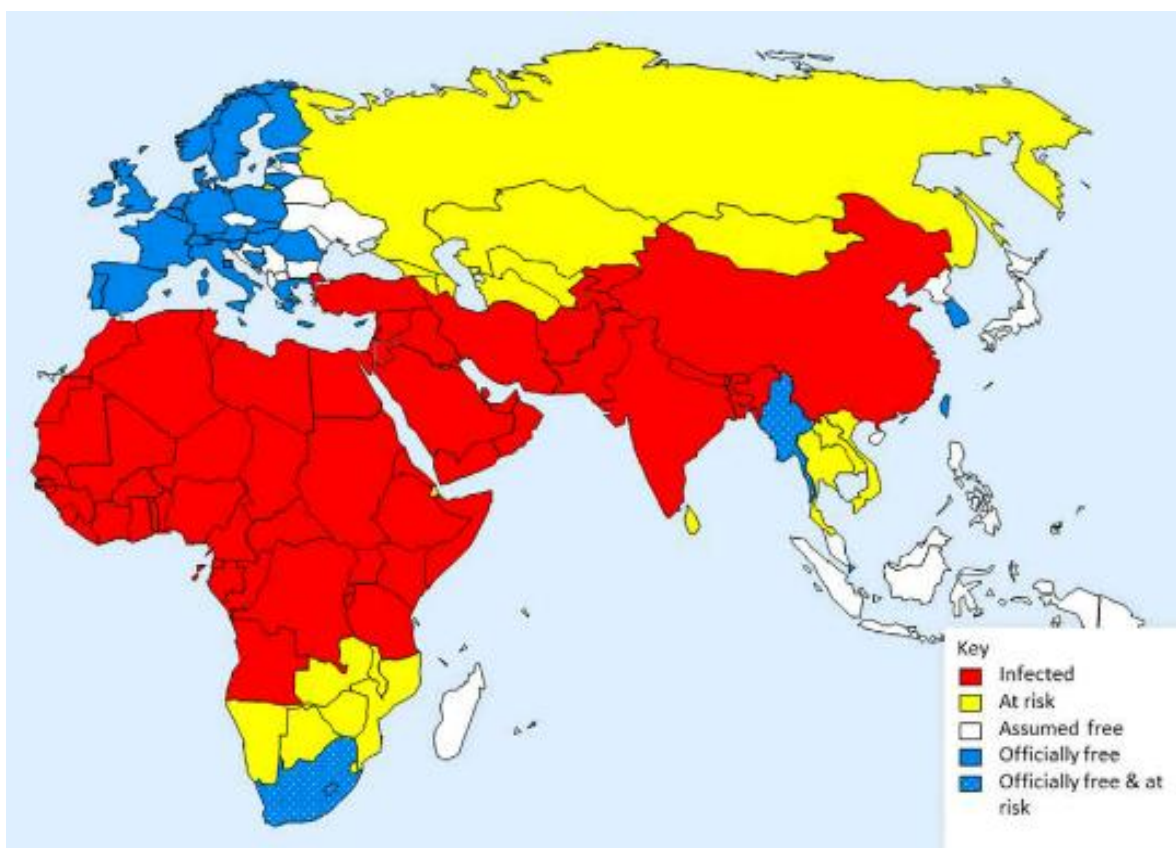 Key
Infected
At risk
Assumed free
Officially free
Officially free & at
risk